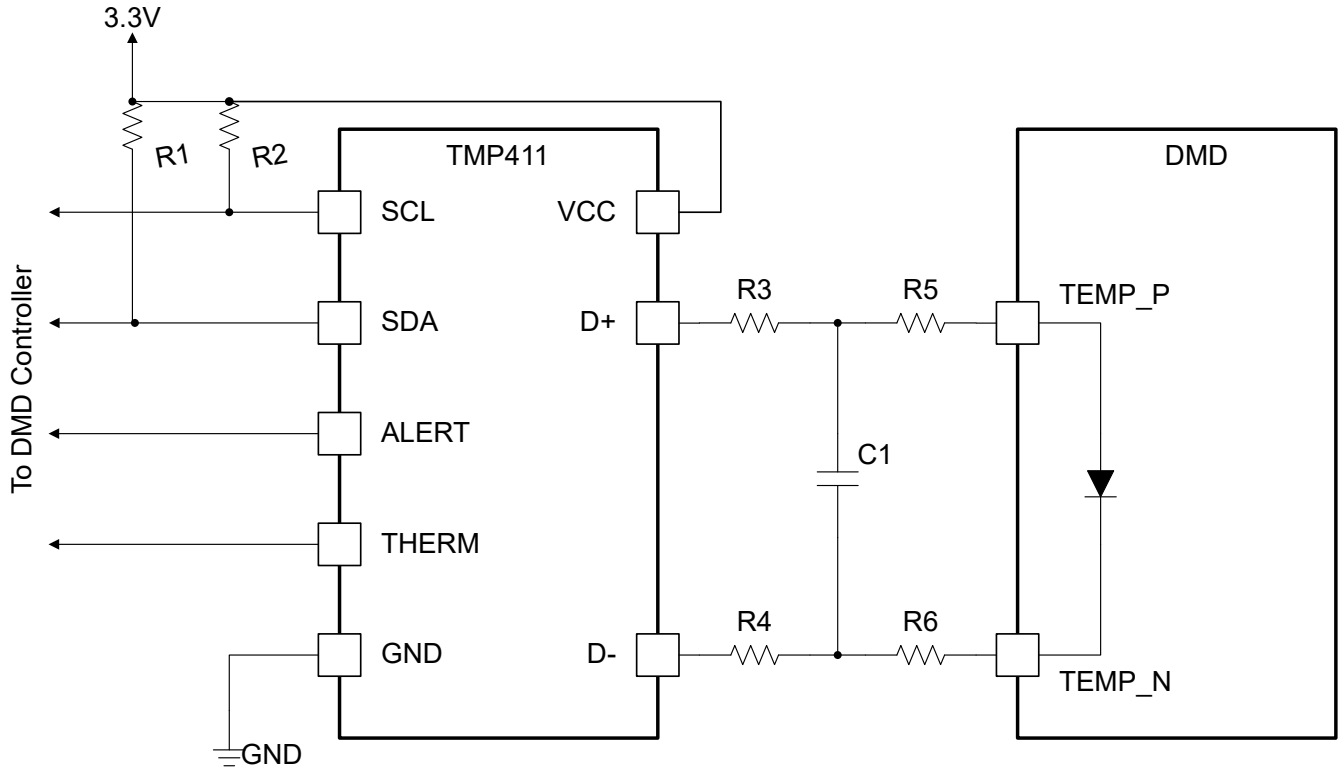 3.3V
R1
R2
TMP411
DMD
SCL
VCC
To DMD Controller
SDA
D+
R3
R5
TEMP_P
ALERT
C1
THERM
GND
D-
R4
R6
TEMP_N
GND